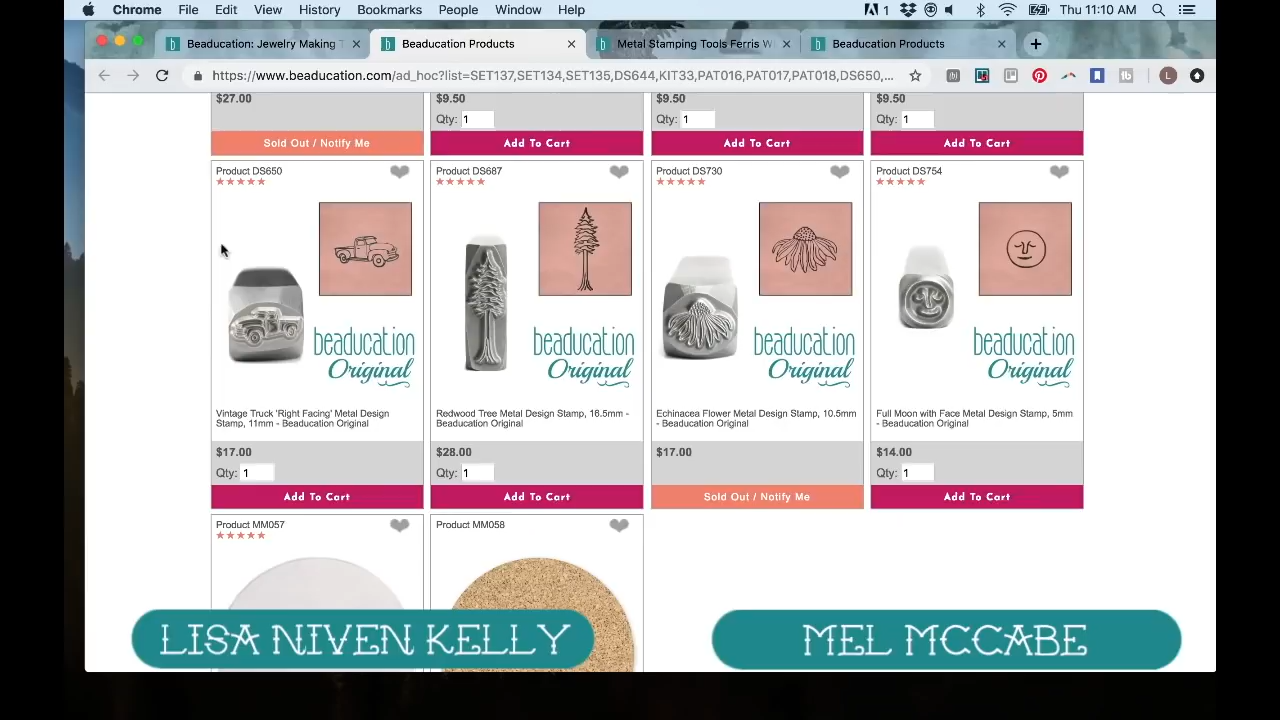 Chrome File Edit View History Bookmarks People Window Help 1 Thu 11:10 AM
Beaducation: Jewelry Making T
Beaducation Products
Metal Stamping Tools Ferris W
Beaducation Products
https://www.beaducation.com/ad_hoc?list=SET137,SET134,SET135,DS644,KIT33,PAT016,PAT017,PAT018,DS650,...
L
$27.00
$9.50
$9.50
$9.50
Qty: 1
Qty: 1
Qty: 1
Sold Out / Notify Me
Add To Cart
Add To Cart
Add To Cart
Product DS650
Product DS687
Product DS730
Product DS754
beaducation
Original
beaducation
Original
beaducation
Original
beaducation
Original
Vintage Truck 'Right Facing' Metal Design
Stamp, 11mm - Beaducation Original
Redwood Tree Metal Design Stamp, 16.5mm -
Beaducation Original
Echinacea Flower Metal Design Stamp, 10.5mm
- Beaducation Original
Full Moon with Face Metal Design Stamp, 5mm
- Beaducation Original
$17.00
$28.00
$17.00
$14.00
Qty: 1
Qty: 1
Qty: 1
Add To Cart
Add To Cart
Sold Out / Notify Me
Add To Cart
Product MM057
Product MM058
LISA NIVEN KELLY
MEL MCCABE